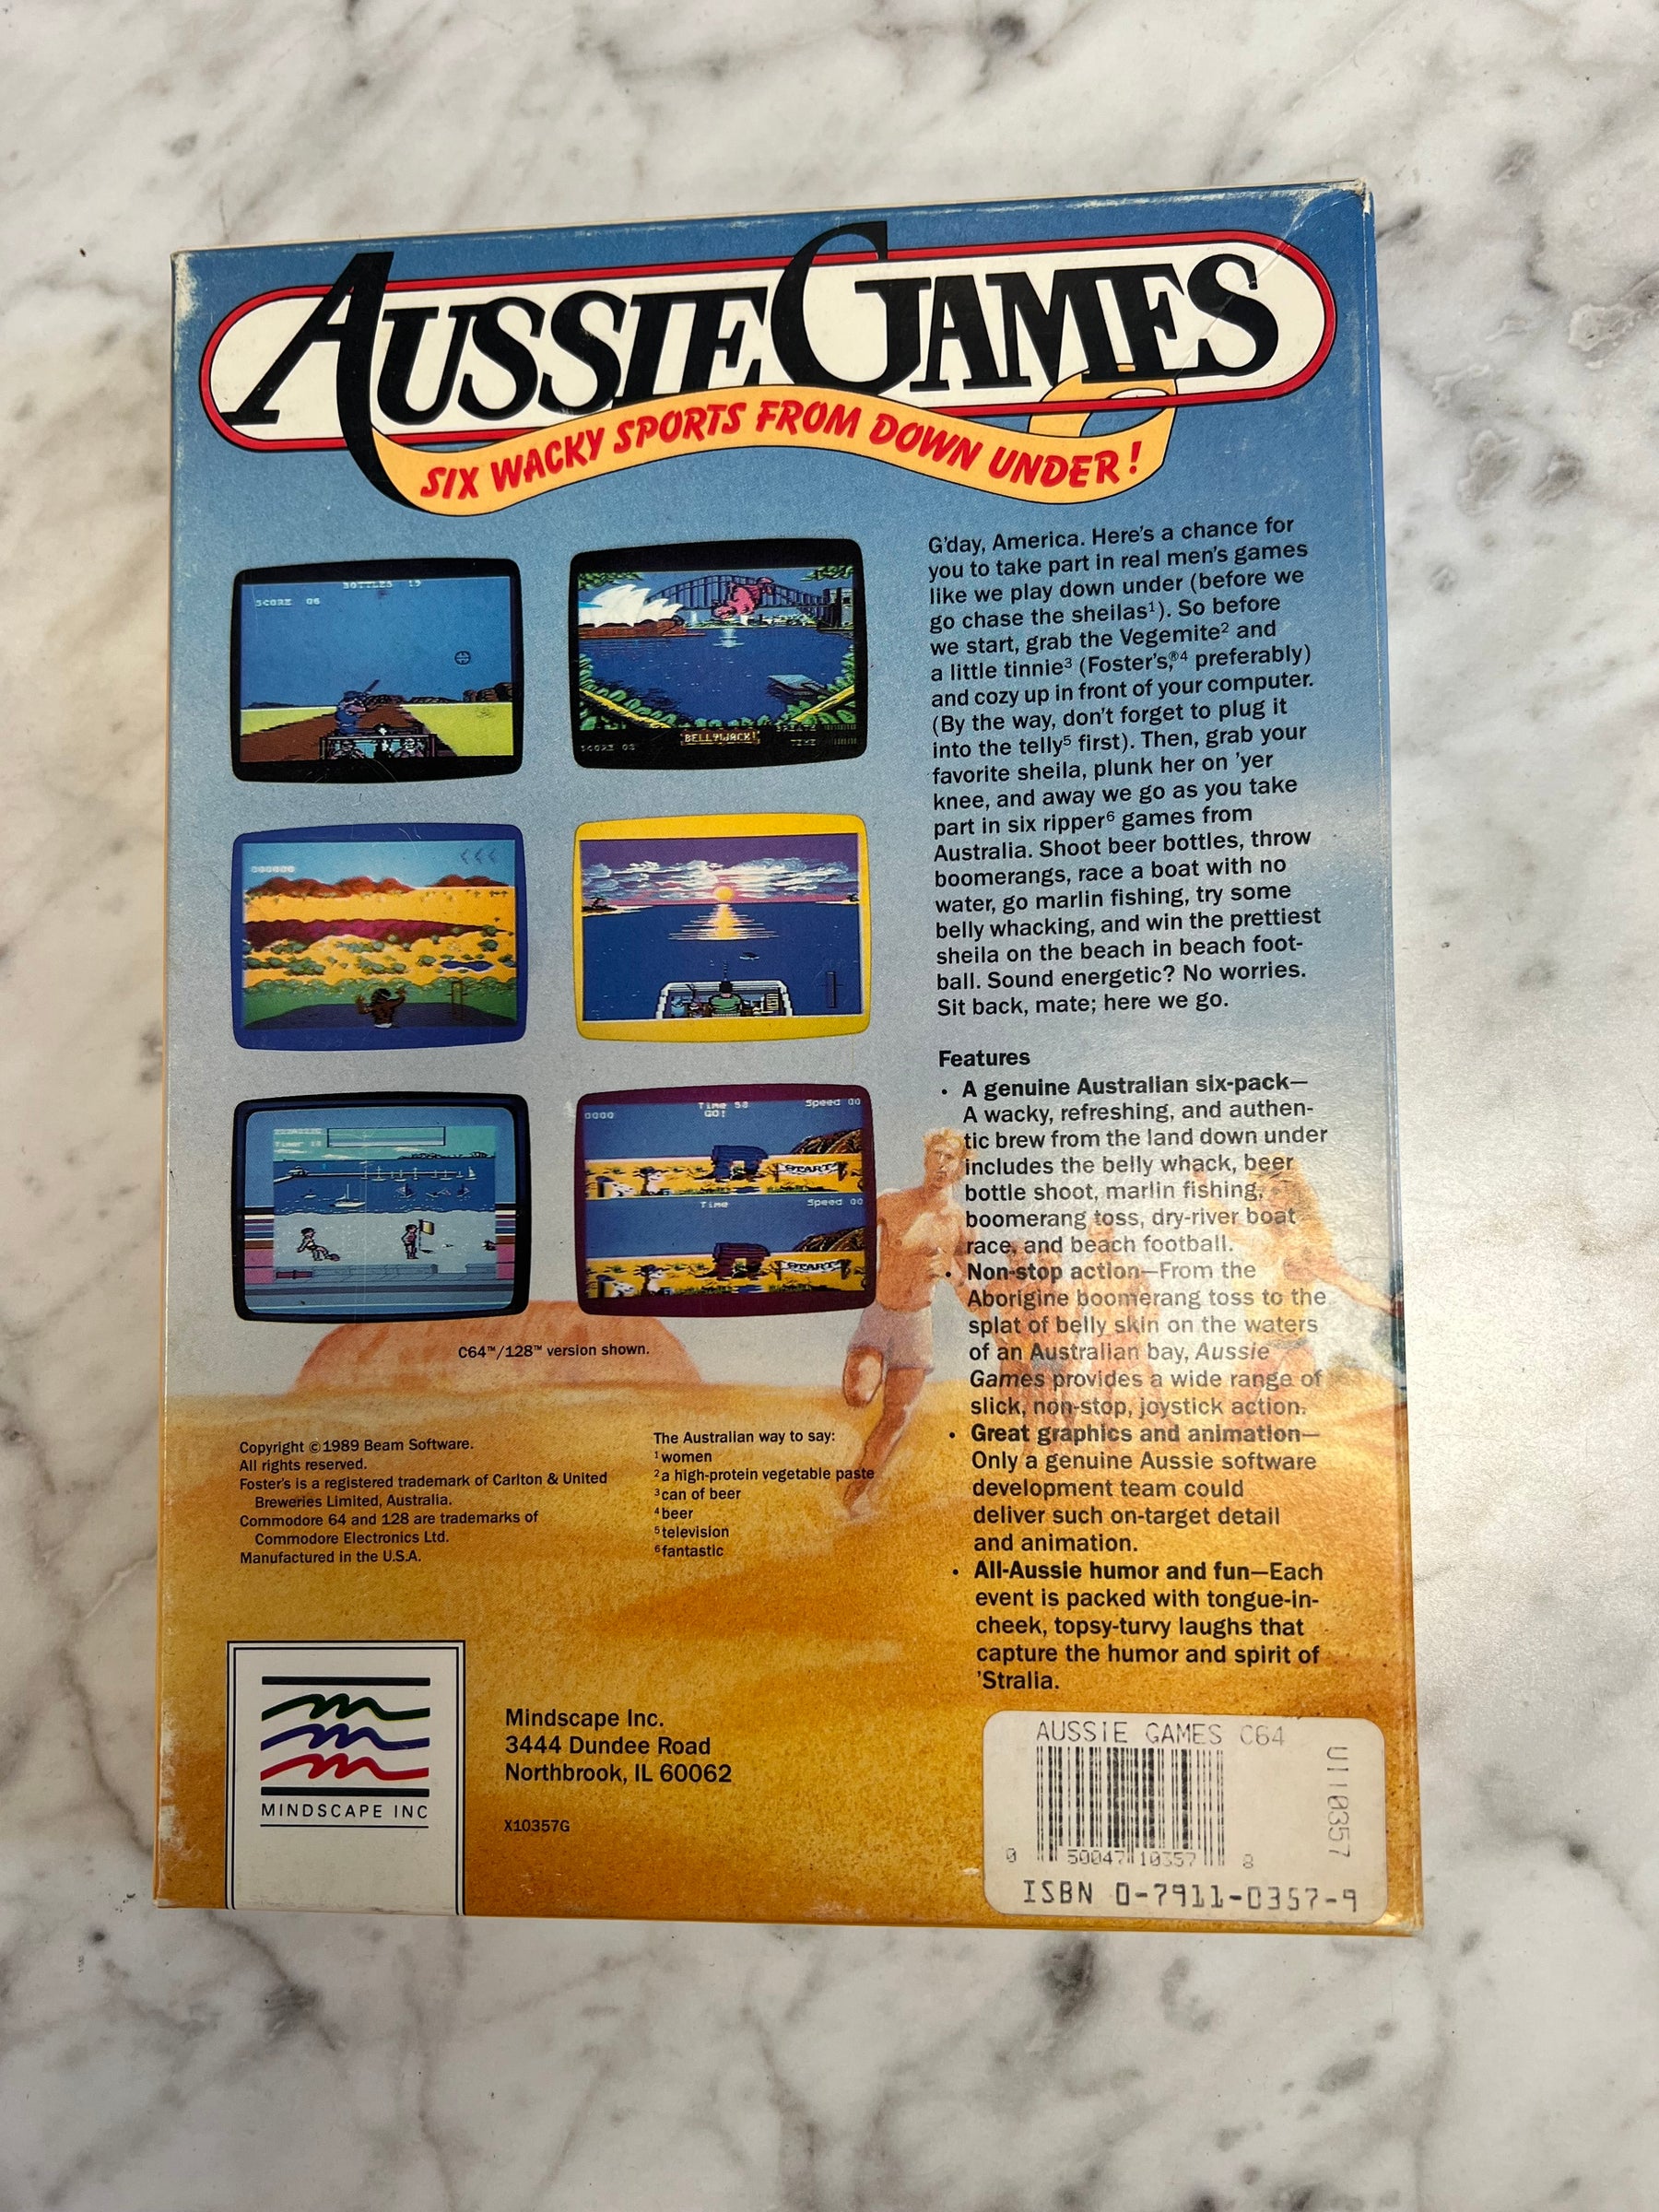 AUSSIE GAMES
SIX WACKY SPORTS FROM DOWN UNDER!
BOTTLES 19
SCORE 06
BELLYWACK!
SCORE 03
TIME
000000
Time 58
0000
GO!
Speed 00
START
Time
Speed 00
START
C64™/128™ version shown.
G'day, America. Here's a chance for
you to take part in real men's games
like we play down under (before we
go chase the sheilas¹). So before
we start, grab the Vegemite² and
a little tinnie³ (Foster's,®⁴ preferably)
and cozy up in front of your computer.
(By the way, don't forget to plug it
into the telly⁵ first). Then, grab your
favorite sheila, plunk her on 'yer
knee, and away we go as you take
part in six ripper⁶ games from
Australia. Shoot beer bottles, throw
boomerangs, race a boat with no
water, go marlin fishing, try some
belly whacking, and win the prettiest
sheila on the beach in beach foot-
ball. Sound energetic? No worries.
Sit back, mate; here we go.
Features
• A genuine Australian six-pack—
A wacky, refreshing, and authen-
tic brew from the land down under
includes the belly whack, beer
bottle shoot, marlin fishing,
boomerang toss, dry-river boat
race, and beach football.
• Non-stop action—From the
Aborigine boomerang toss to the
splat of belly skin on the waters
of an Australian bay, Aussie
Games provides a wide range of
slick, non-stop, joystick action.
• Great graphics and animation—
Only a genuine Aussie software
development team could
deliver such on-target detail
and animation.
• All-Aussie humor and fun—Each
event is packed with tongue-in-
cheek, topsy-turvy laughs that
capture the humor and spirit of
'Stralia.
Copyright ©1989 Beam Software.
All rights reserved.
Foster's is a registered trademark of Carlton & United
Breweries Limited, Australia.
Commodore 64 and 128 are trademarks of
Commodore Electronics Ltd.
Manufactured in the U.S.A.
The Australian way to say:
¹women
²a high-protein vegetable paste
³can of beer
⁴beer
⁵television
⁶fantastic
MINDSCAPE INC
Mindscape Inc.
3444 Dundee Road
Northbrook, IL 60062
X10357G
AUSSIE GAMES C64
U110357
0 50047 10357 8
ISBN 0-7911-0357-9